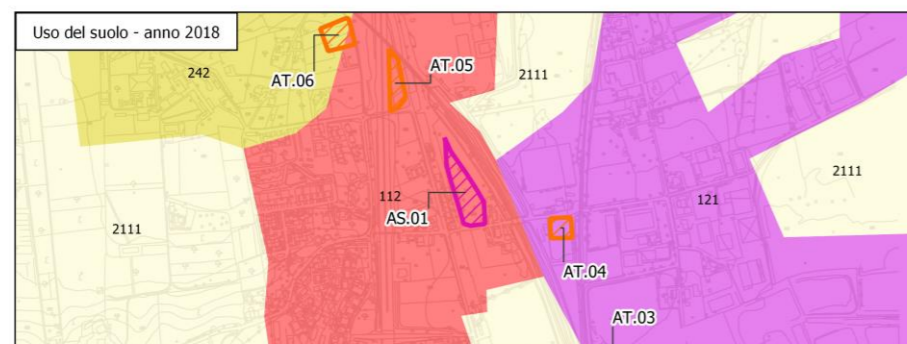 Uso del suolo - anno 2018
AT.06
242
AT.05
2111
112
AS.01
2111
121
2111
AT.04
AT.03